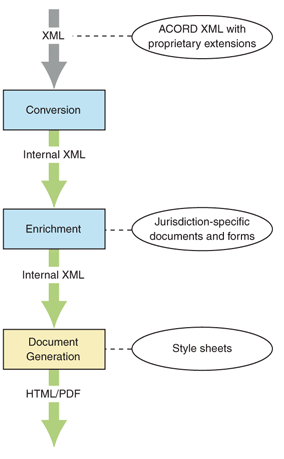 XML
ACORD XML with
proprietary extensions
Conversion
Internal XML
Enrichment
Jurisdiction-specific
documents and forms
Internal XML
Document
Generation
Style sheets
HTML/PDF